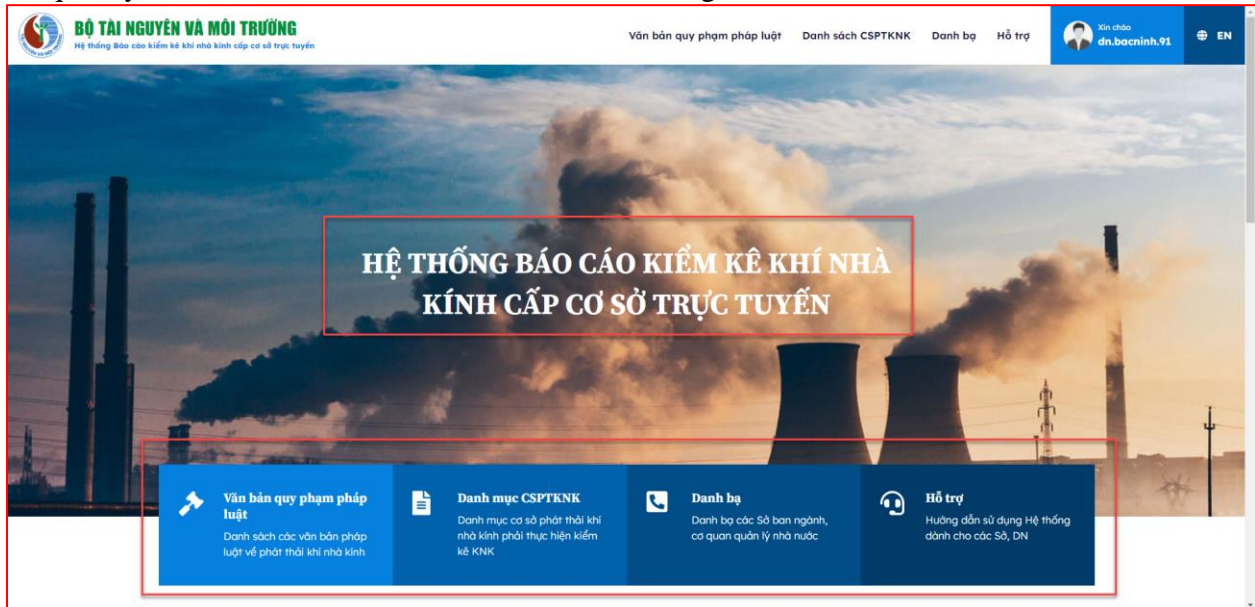 BỘ TÀI NGUYÊN VÀ MÔI TRƯỜNG
Hệ thống Báo cáo kiểm kê khí nhà kính cấp cơ sở trực tuyến
Văn bản quy phạm pháp luật
Danh sách CSPTKNK
Danh bạ
Hỗ trợ
Xin chào
dn.bacninh.91
EN
HỆ THỐNG BÁO CÁO KIỂM KÊ KHÍ NHÀ
KÍNH CẤP CƠ SỞ TRỰC TUYẾN
Văn bản quy phạm pháp
luật
Danh sách các văn bản pháp
luật về phát thải khí nhà kính
Danh mục CSPTKNK
Danh mục cơ sở phát thải khí
nhà kính phải thực hiện kiểm
kê KNK
Danh bạ
Danh bạ các Sở ban ngành,
cơ quan quản lý nhà nước
Hỗ trợ
Hướng dẫn sử dụng Hệ thống
dành cho các Sở, DN